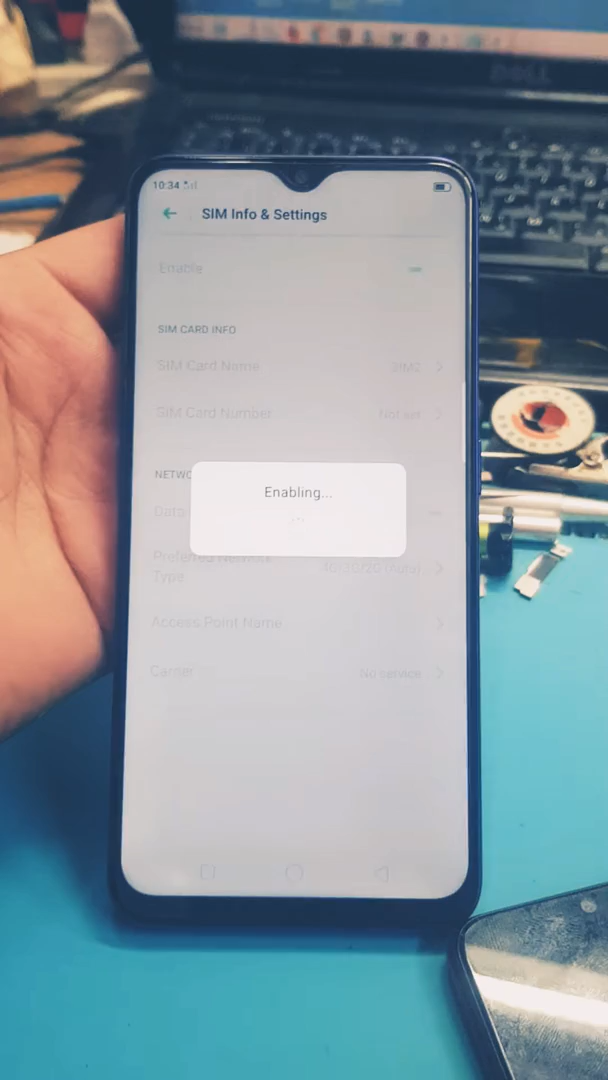 DELL
10:34
SIM Info & Settings
Enable
SIM CARD INFO
SIM Card Name SIM2
SIM Card Number Not set
Enabling...
Data
Preferred Network 4G/3G/2G (Auto)
Type
Access Point Name
Carrier No service